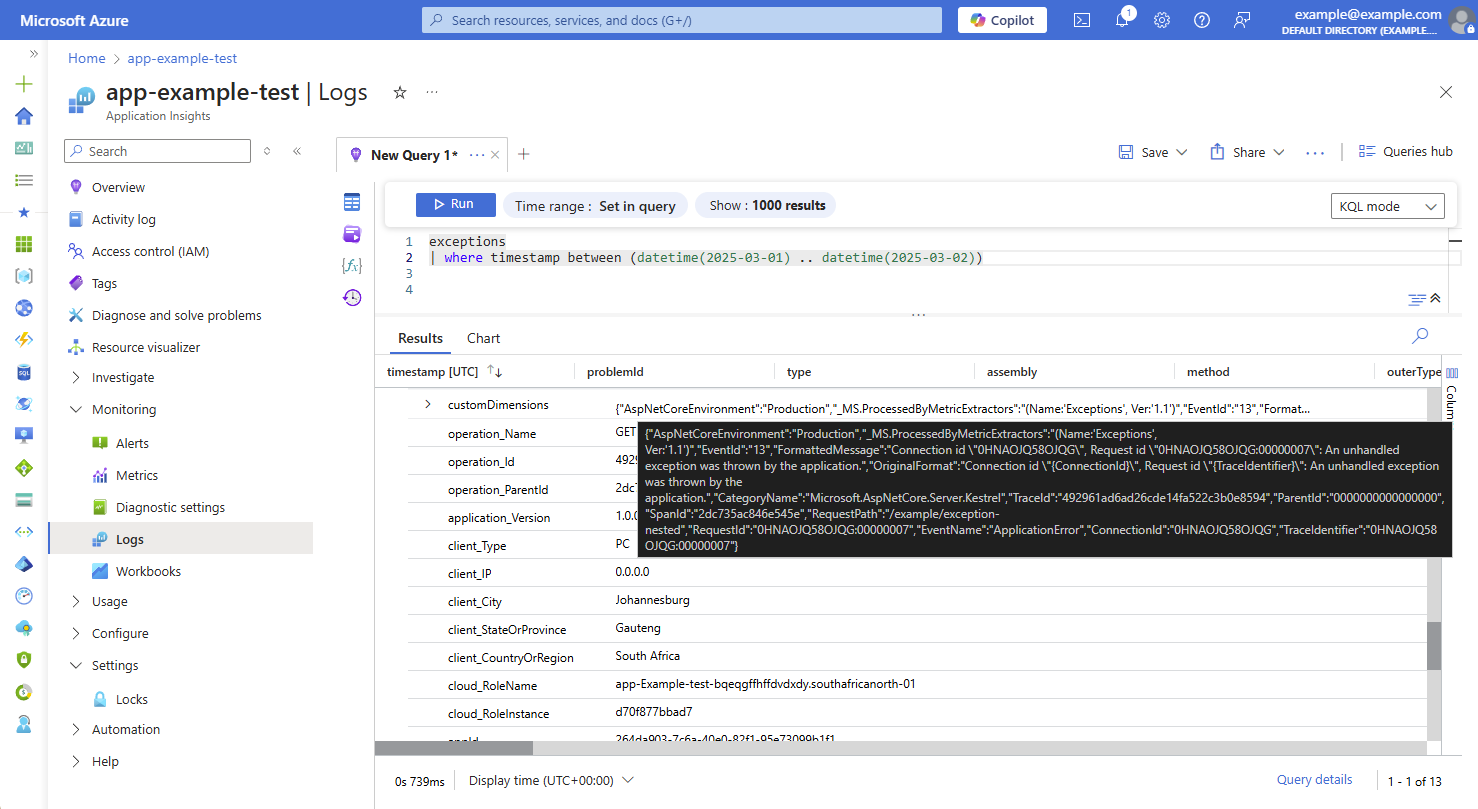 Microsoft Azure
Search resources, services, and docs (G+/)
Copilot
1
example@example.com
DEFAULT DIRECTORY (EXAMPLE....
Home > app-example-test
app-example-test | Logs
Application Insights
Search
Overview
Activity log
Access control (IAM)
Tags
Diagnose and solve problems
Resource visualizer
Investigate
Monitoring
Alerts
Metrics
Diagnostic settings
Logs
Workbooks
Usage
Configure
Settings
Locks
Automation
Help
New Query 1*
Save
Share
Queries hub
Run
Time range : Set in query
Show : 1000 results
KQL mode
1 exceptions
2 | where timestamp between (datetime(2025-03-01) .. datetime(2025-03-02))
3
4
Results
Chart
timestamp [UTC]
problemId
type
assembly
method
outerType
Colum
customDimensions
{"AspNetCoreEnvironment":"Production","_MS.ProcessedByMetricExtractors":"(Name:'Exceptions', Ver:'1.1')","EventId":"13","Format...
operation_Name GET
operation_Id 4929
operation_ParentId 2dc7
application_Version 1.0.0
client_Type PC
{"AspNetCoreEnvironment":"Production","_MS.ProcessedByMetricExtractors":"(Name:'Exceptions',
Ver:'1.1')","EventId":"13","FormattedMessage":"Connection id \"0HNAOJQ58OJQG\", Request id \"0HNAOJQ58OJQG:00000007\": An unhandled
exception was thrown by the application.","OriginalFormat":"Connection id \"{ConnectionId}\", Request id \"{TraceIdentifier}\": An unhandled exception
was thrown by the
application.","CategoryName":"Microsoft.AspNetCore.Server.Kestrel","TraceId":"492961ad6ad26cde14fa522c3b0e8594","ParentId":"0000000000000000",
"SpanId":"2dc735ac846e545e","RequestPath":"/example/exception-
nested","RequestId":"0HNAOJQ58OJQG:00000007","EventName":"ApplicationError","ConnectionId":"0HNAOJQ58OJQG","TraceIdentifier":"0HNAOJQ58
OJQG:00000007"}
client_IP 0.0.0.0
client_City Johannesburg
client_StateOrProvince Gauteng
client_CountryOrRegion South Africa
cloud_RoleName app-Example-test-bqeqgffhffdvdxdy.southafricanorth-01
cloud_RoleInstance d70f877bbad7
appId 264da903-7c6a-40e0-82f1-95e73099b1f1
0s 739ms
Display time (UTC+00:00)
Query details
1 - 1 of 13